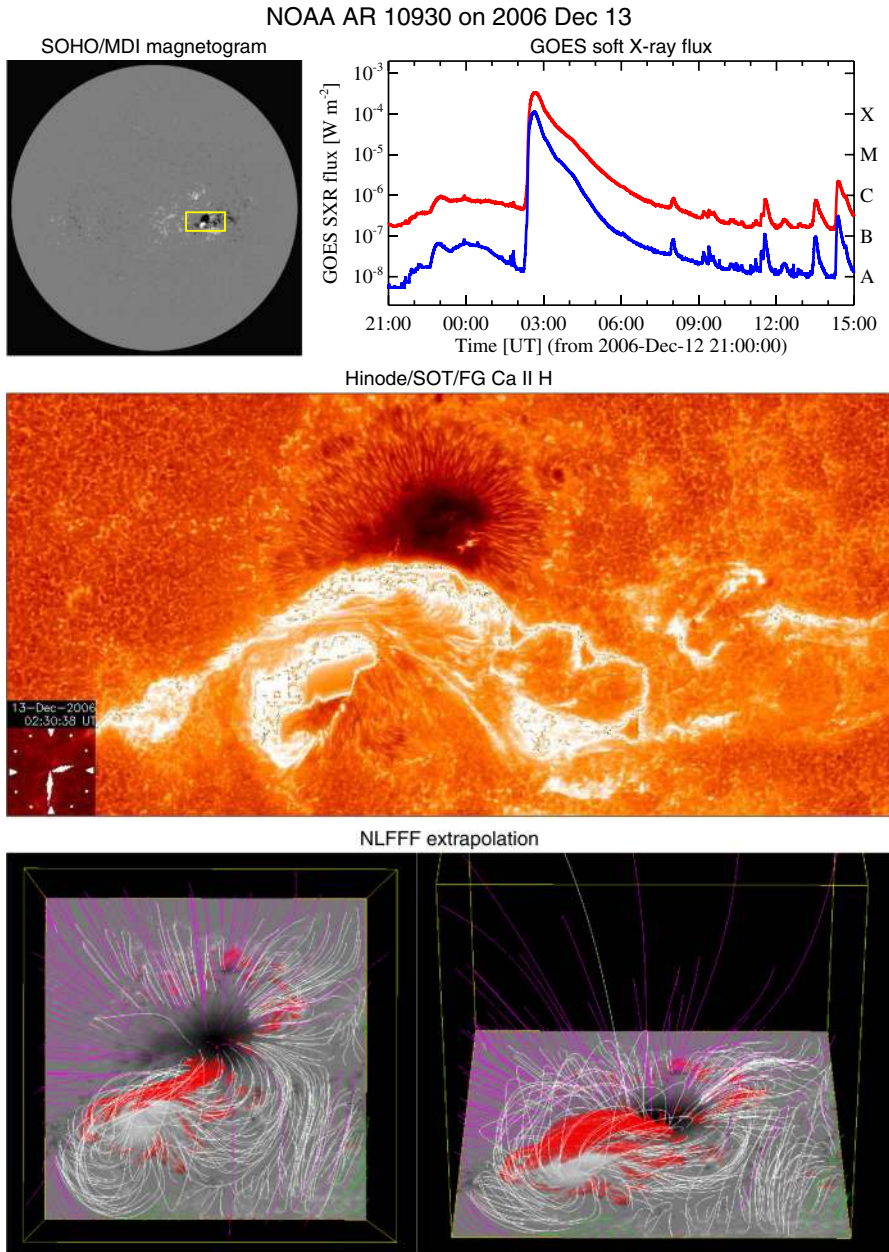 NOAA AR 10930 on 2006 Dec 13
SOHO/MDI magnetogram
GOES soft X-ray flux
GOES SXR flux [W m⁻²]
10⁻³
10⁻⁴
10⁻⁵
10⁻⁶
10⁻⁷
10⁻⁸
X
M
C
B
A
21:00 00:00 03:00 06:00 09:00 12:00 15:00
Time [UT] (from 2006-Dec-12 21:00:00)
Hinode/SOT/FG Ca II H
13-Dec-2006
02:30:38 UT
NLFFF extrapolation